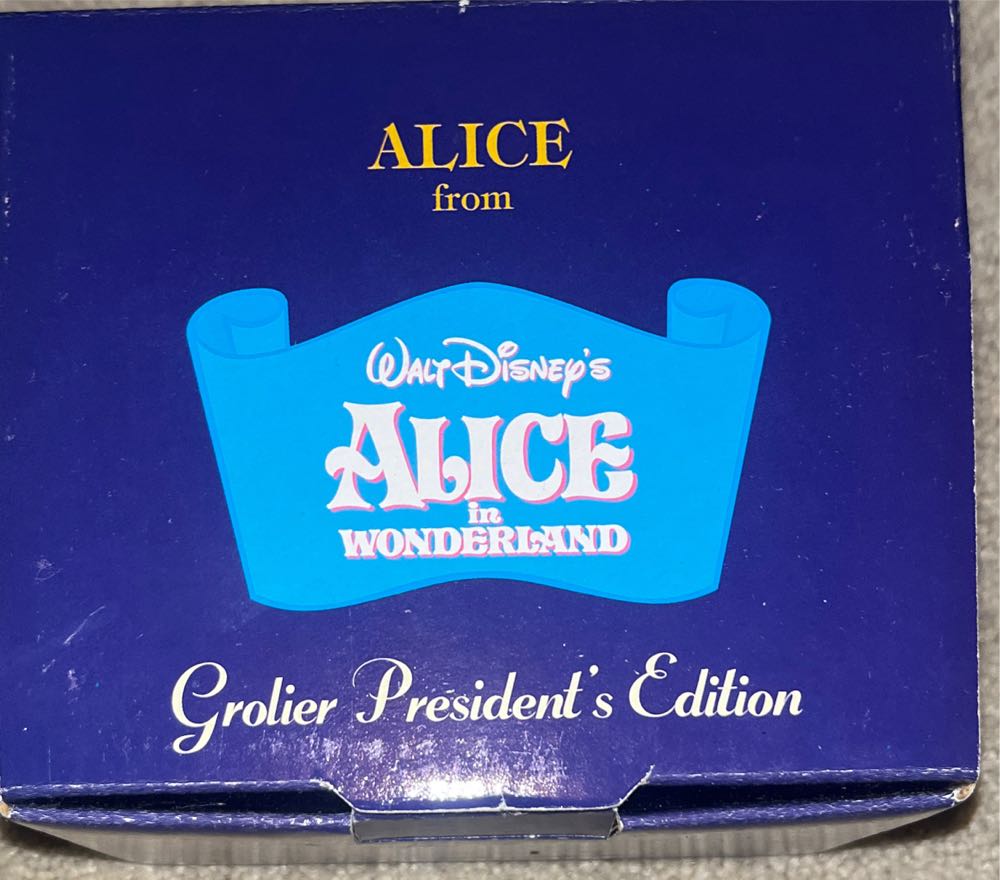 ALICE
from
WALT DISNEY'S
ALICE
in
WONDERLAND
Grolier President's Edition